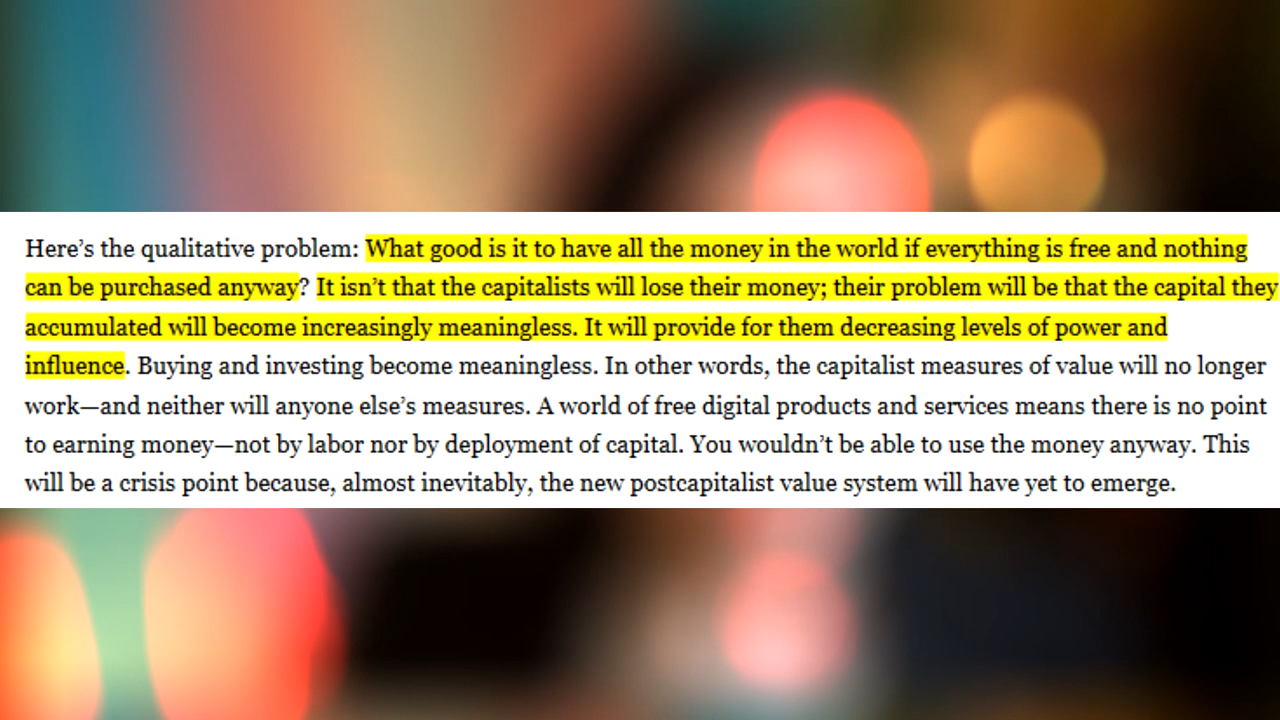 Here’s the qualitative problem: What good is it to have all the money in the world if everything is free and nothing
can be purchased anyway? It isn’t that the capitalists will lose their money; their problem will be that the capital they
accumulated will become increasingly meaningless. It will provide for them decreasing levels of power and
influence. Buying and investing become meaningless. In other words, the capitalist measures of value will no longer
work—and neither will anyone else’s measures. A world of free digital products and services means there is no point
to earning money—not by labor nor by deployment of capital. You wouldn’t be able to use the money anyway. This
will be a crisis point because, almost inevitably, the new postcapitalist value system will have yet to emerge.